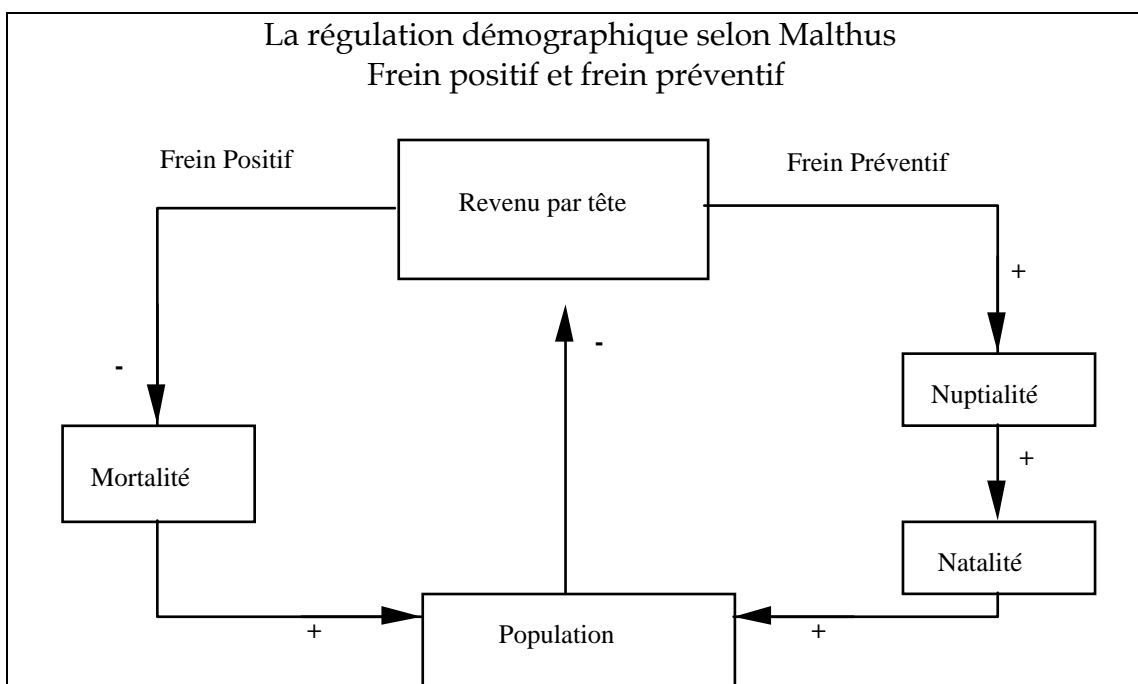 La régulation démographique selon Malthus
Frein positif et frein préventif
Frein Positif
Frein Préventif
Revenu par tête
+
-
-
Nuptialité
+
Mortalité
Natalité
+
Population
+